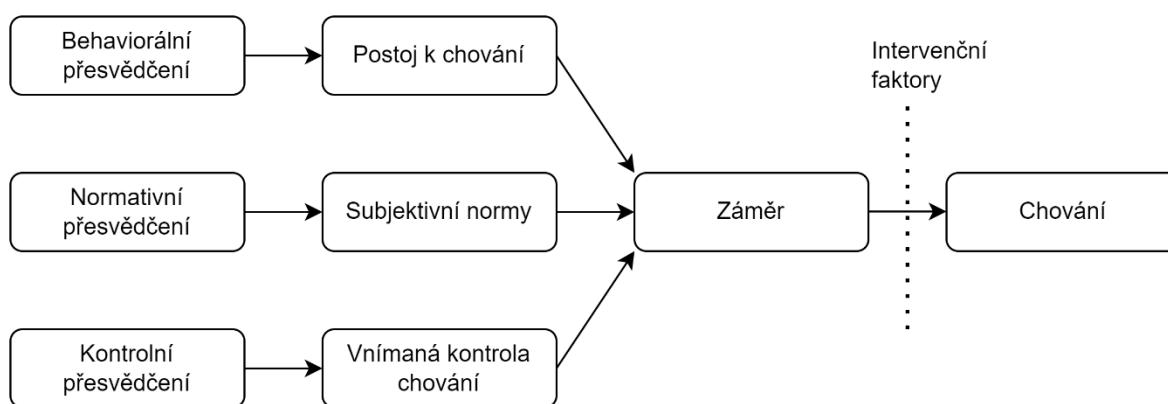 Behaviorální
přesvědčení
Postoj k chování
Intervenční
faktory
Normativní
přesvědčení
Subjektivní normy
Záměr
Chování
Kontrolní
přesvědčení
Vnímaná kontrola
chování